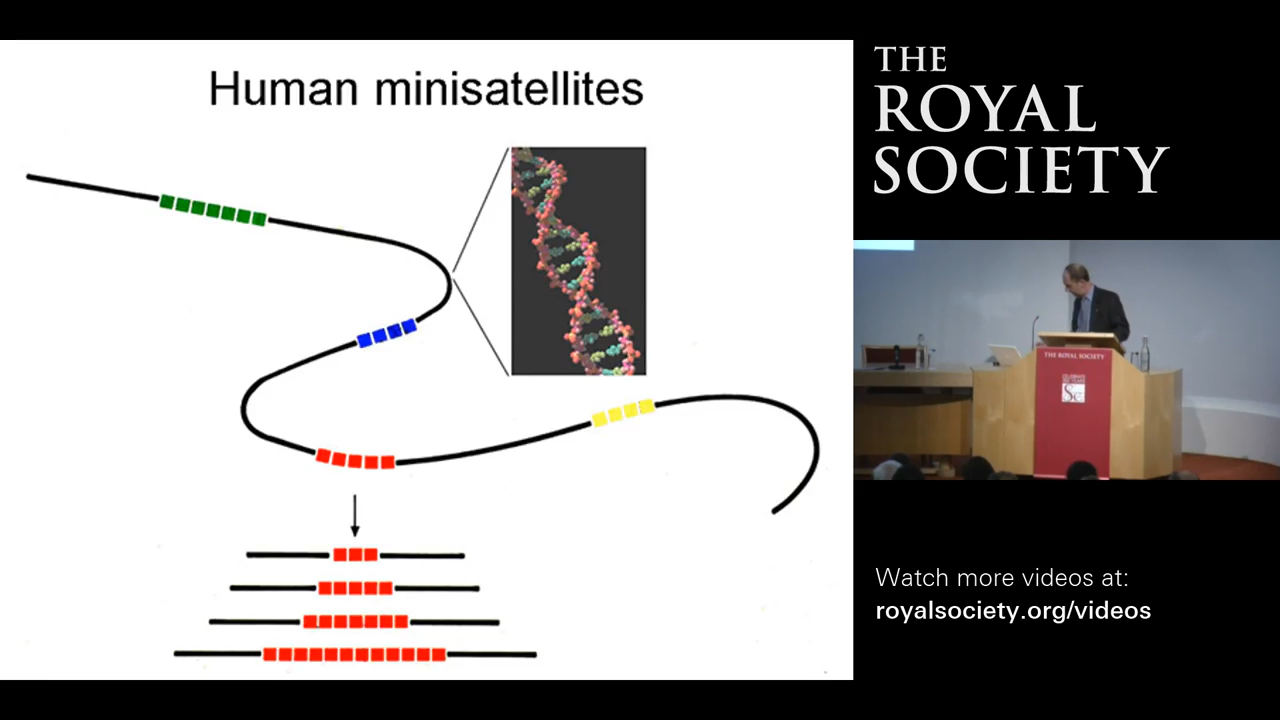 Human minisatellites
THE
ROYAL
SOCIETY
THE ROYAL SOCIETY
Watch more videos at:
royalsociety.org/videos